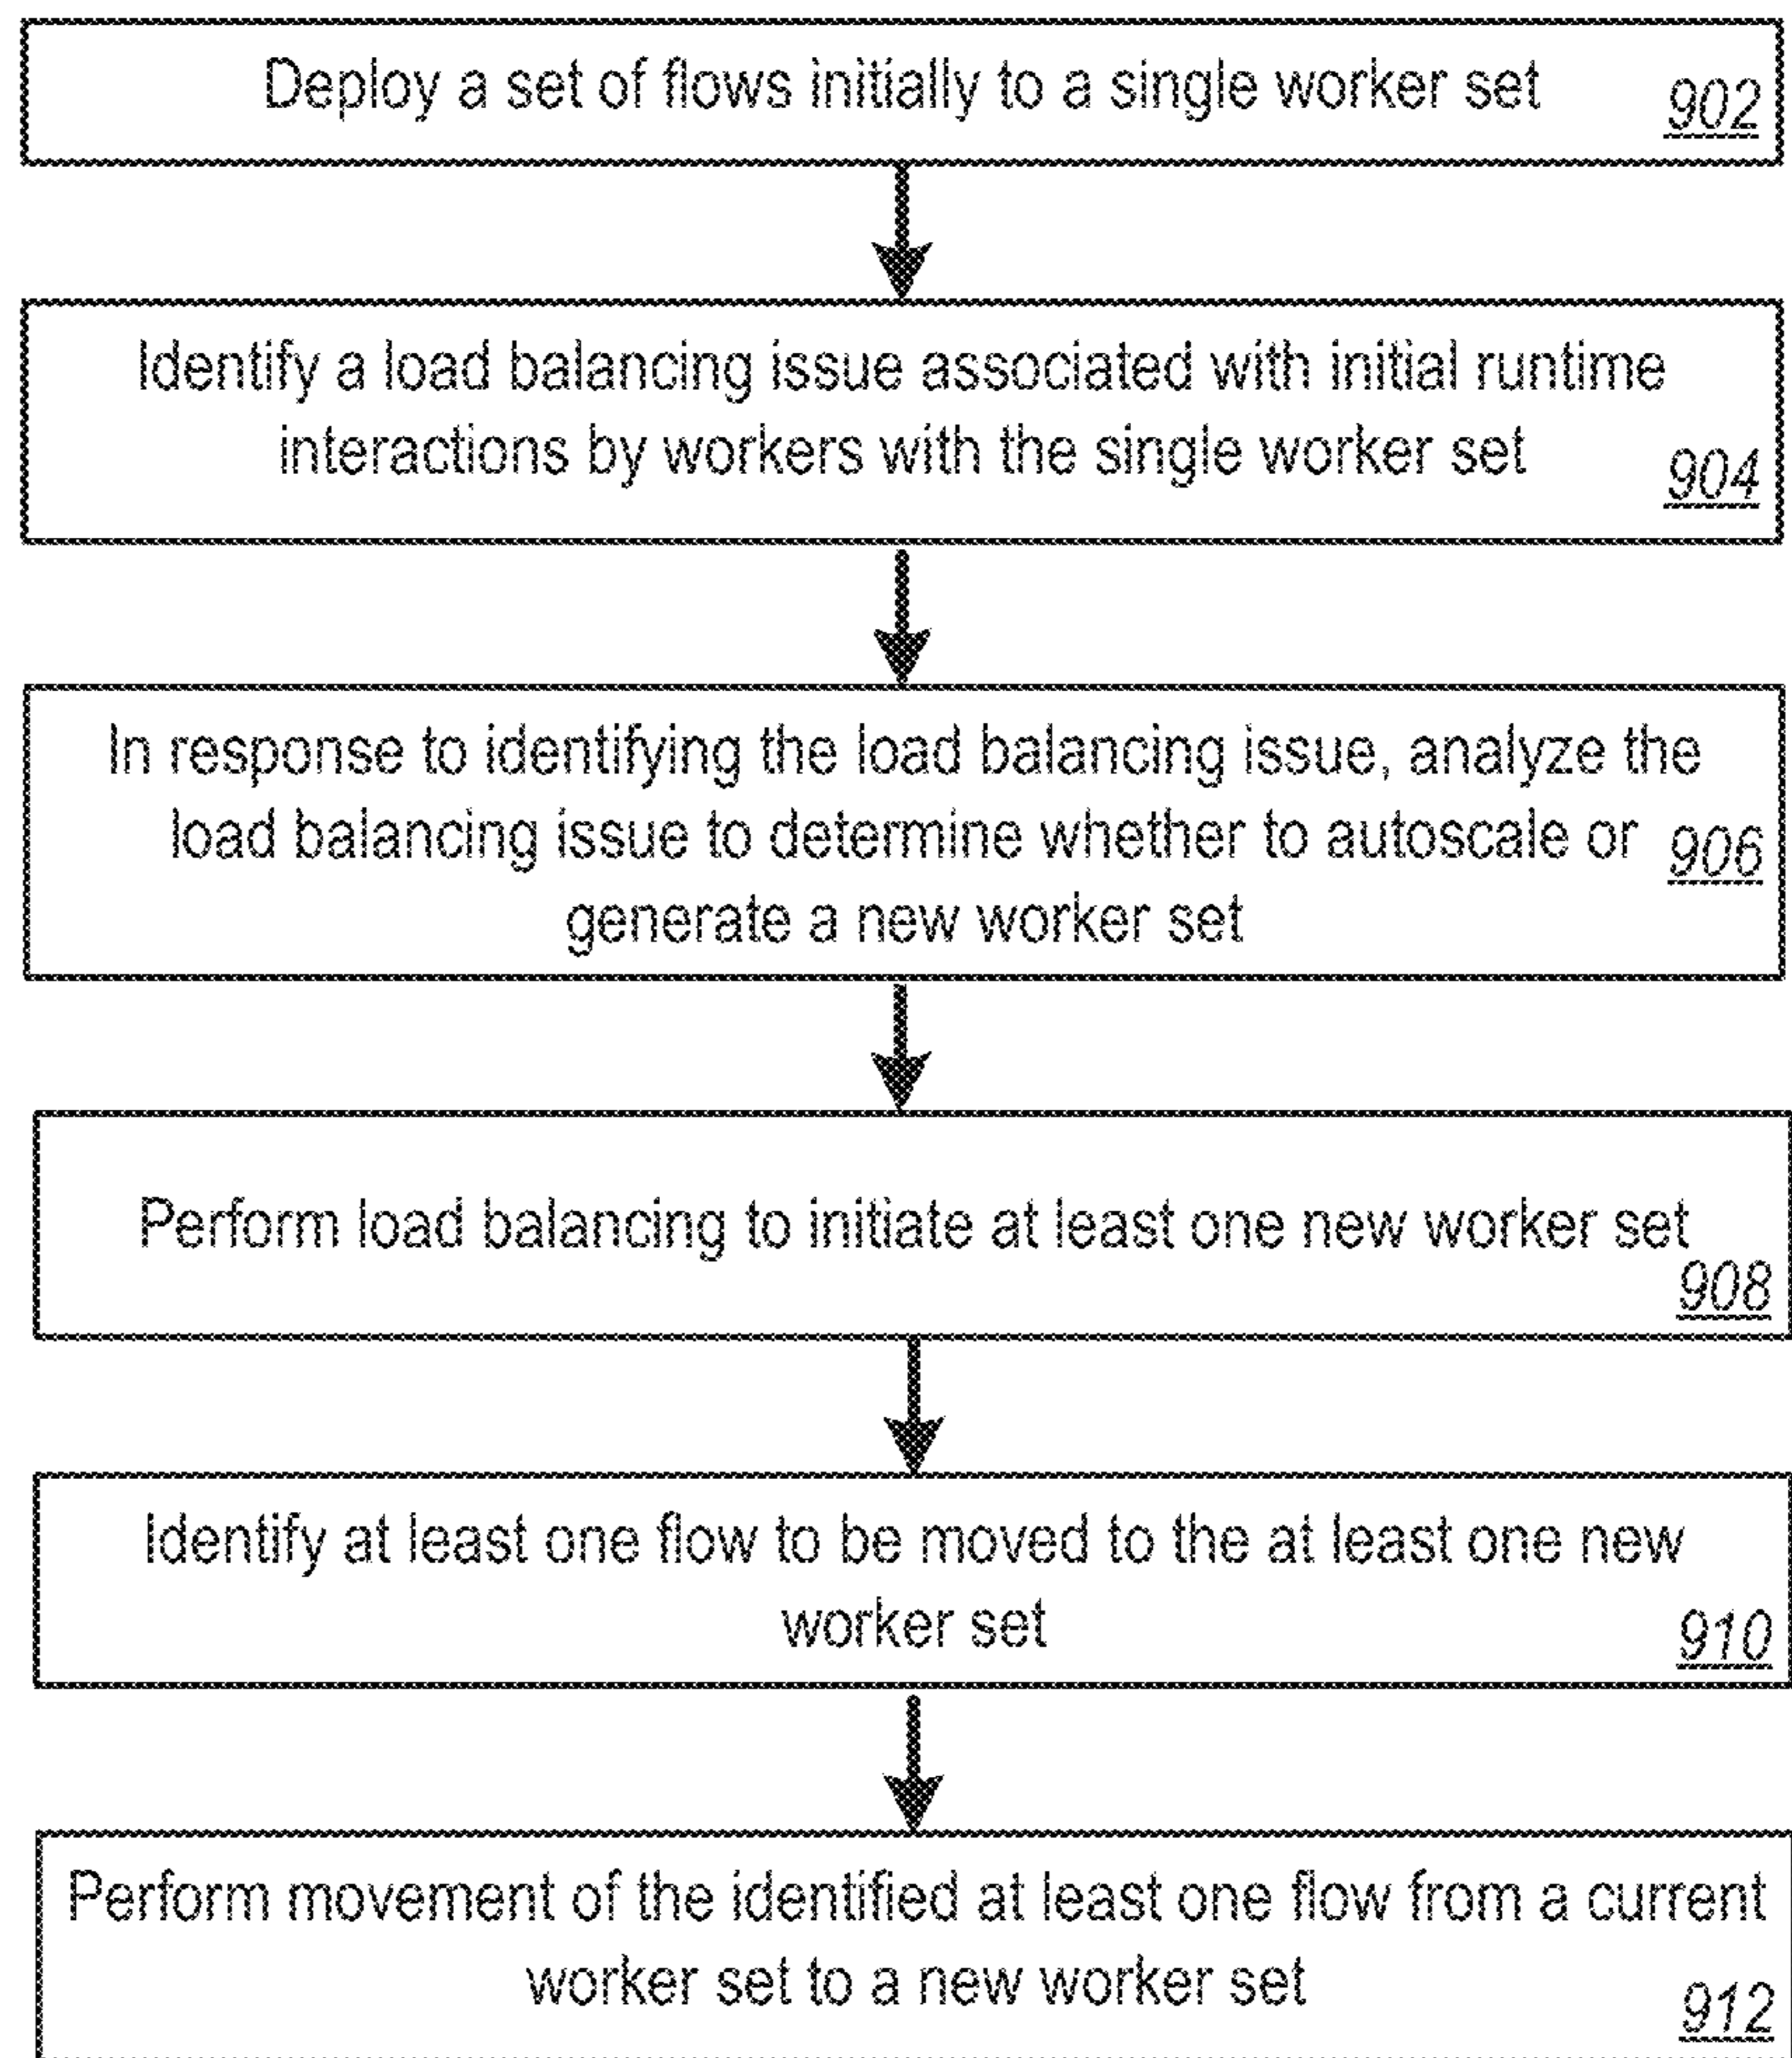 Deploy a set of flows initially to a single worker set
902
Identify a load balancing issue associated with initial runtime
interactions by workers with the single worker set
904
In response to identifying the load balancing issue, analyze the
load balancing issue to determine whether to autoscale or
906
generate a new worker set
Perform load balancing to initiate at least one new worker set
908
Identify at least one flow to be moved to the at least one new
worker set
910
Perform movement of the identified at least one flow from a current
worker set to a new worker set
912